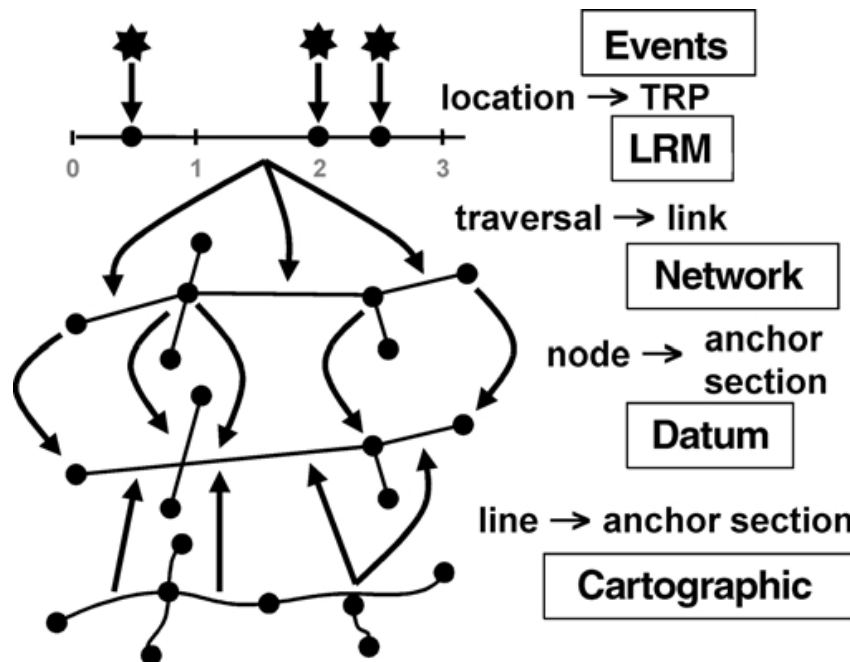 Events
location → TRP
LRM
0 1 2 3
traversal → link
Network
node → anchor
section
Datum
line → anchor section
Cartographic